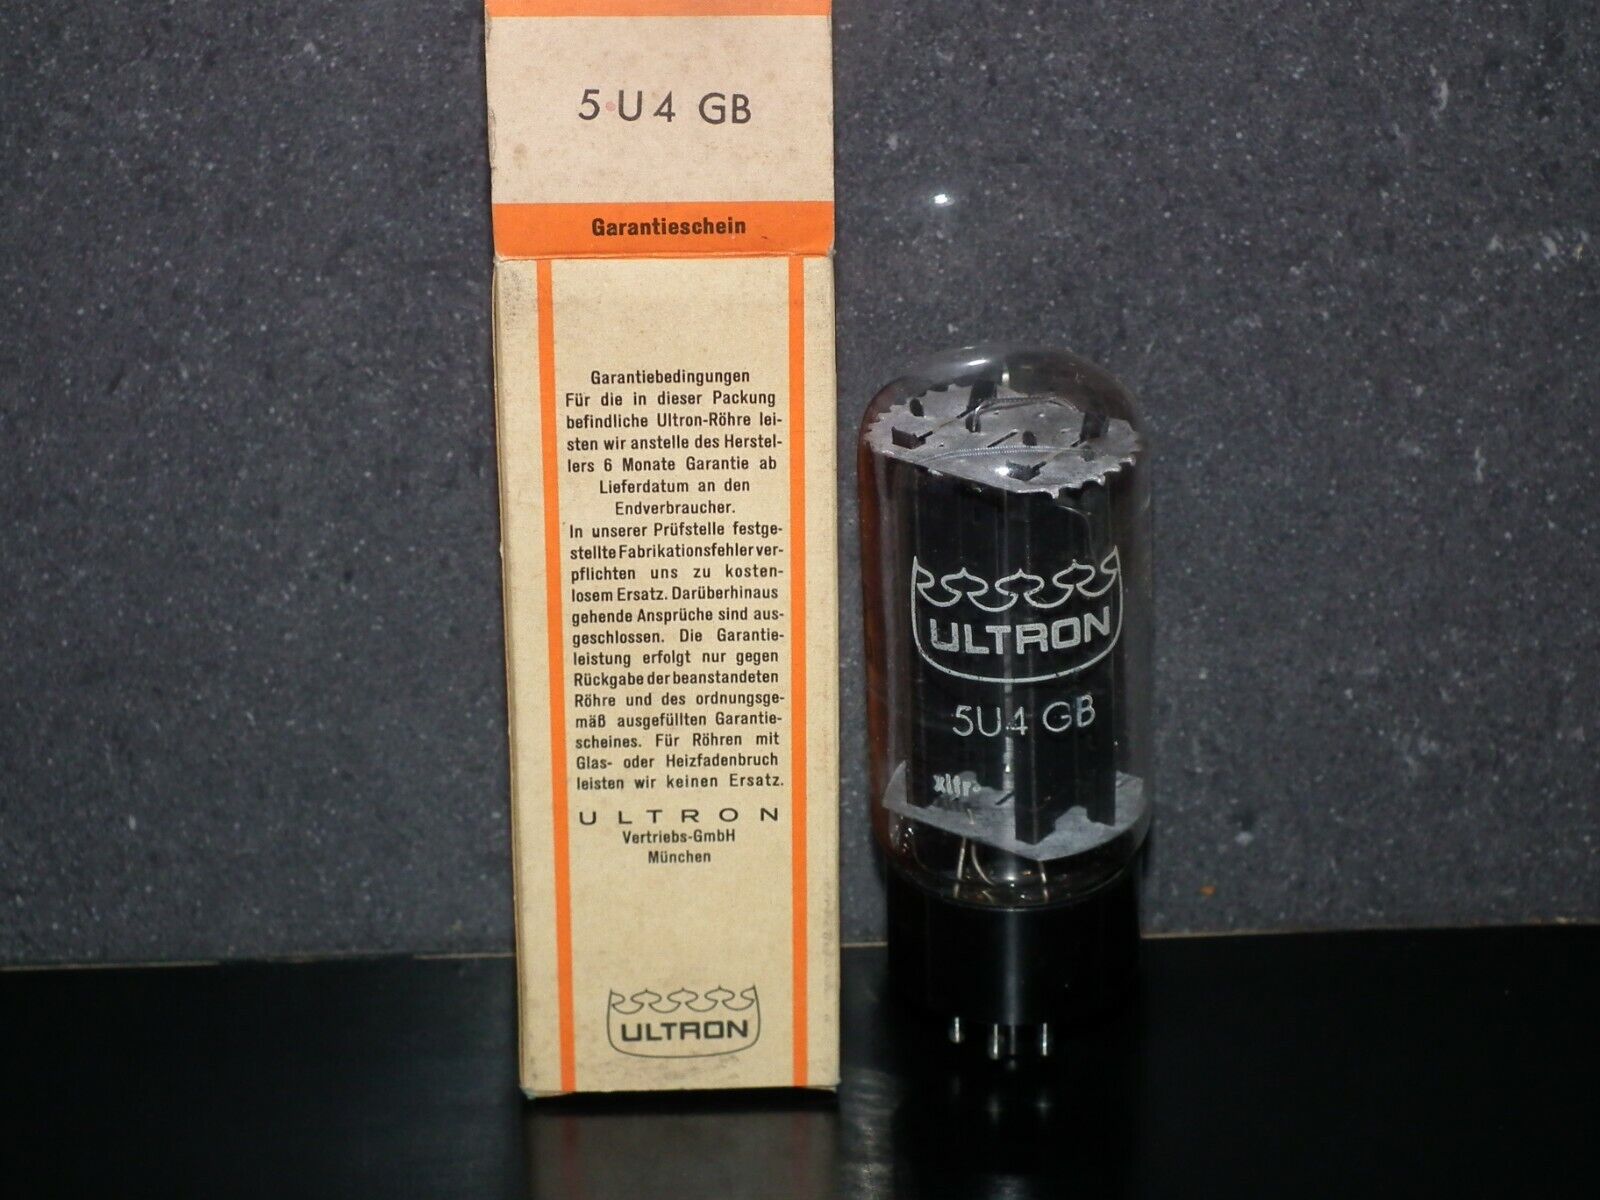 5 U 4 GB
Garantieschein
Garantiebedingungen
Für die in dieser Packung
befindliche Ultron-Röhre lei-
sten wir anstelle des Herstel-
lers 6 Monate Garantie ab
Lieferdatum an den
Endverbraucher.
In unserer Prüfstelle festge-
stellte Fabrikationsfehler ver-
pflichten uns zu kosten-
losem Ersatz. Darüberhinaus
gehende Ansprüche sind aus-
geschlossen. Die Garantie-
leistung erfolgt nur gegen
Rückgabe der beanstandeten
Röhre und des ordnungsge-
mäß ausgefüllten Garantie-
scheines. Für Röhren mit
Glas- oder Heizfadenbruch
leisten wir keinen Ersatz.
ULTRON
Vertriebs-GmbH
München
ULTRON
ULTRON
5U4 GB